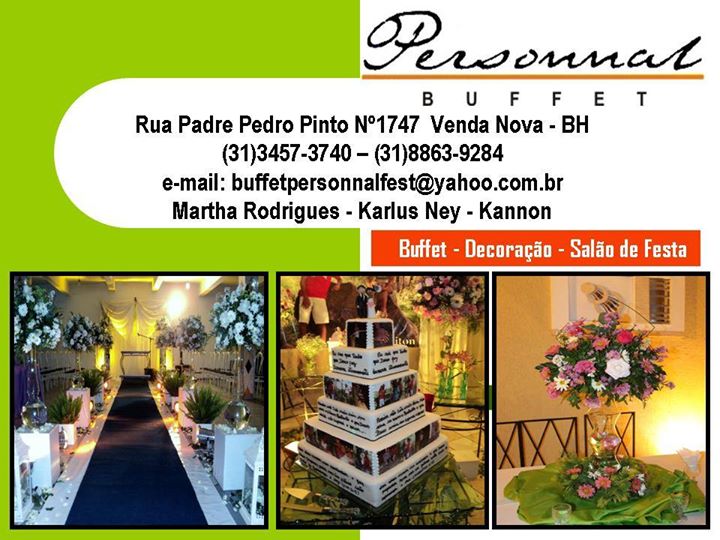 Personnal
BUFFET
Rua Padre Pedro Pinto Nº1747 Venda Nova - BH
(31)3457-3740 – (31)8863-9284
e-mail: buffetpersonnalfest@yahoo.com.br
Martha Rodrigues - Karlus Ney - Kannon
Buffet - Decoração - Salão de Festa